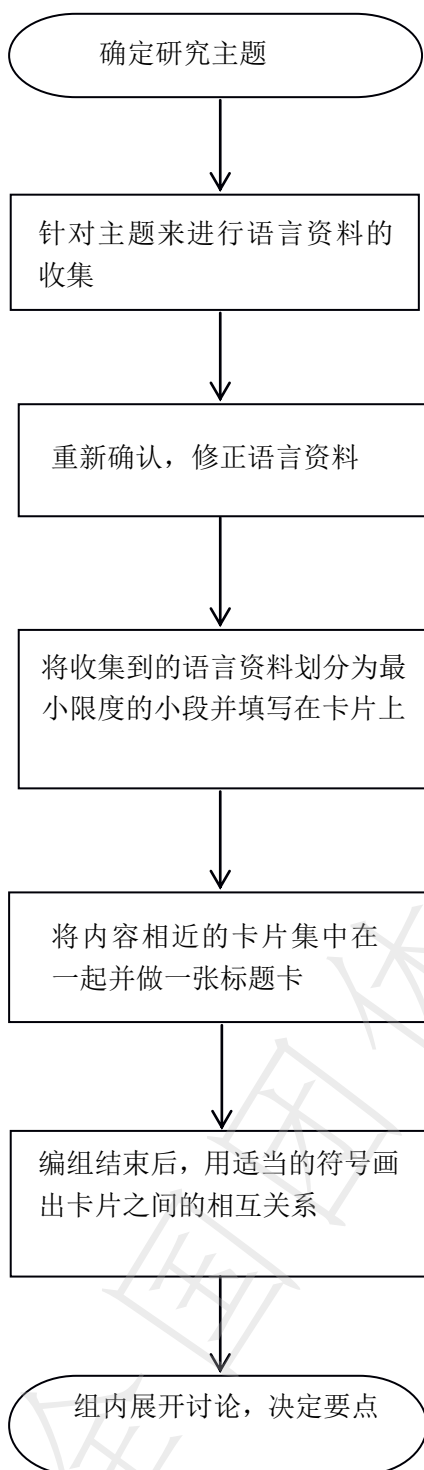 确定研究主题
针对主题来进行语言资料的
收集
重新确认，修正语言资料
将收集到的语言资料划分为最
小限度的小段并填写在卡片上
将内容相近的卡片集中在
一起并做一张标题卡
编组结束后，用适当的符号画
出卡片之间的相互关系
组内展开讨论，决定要点